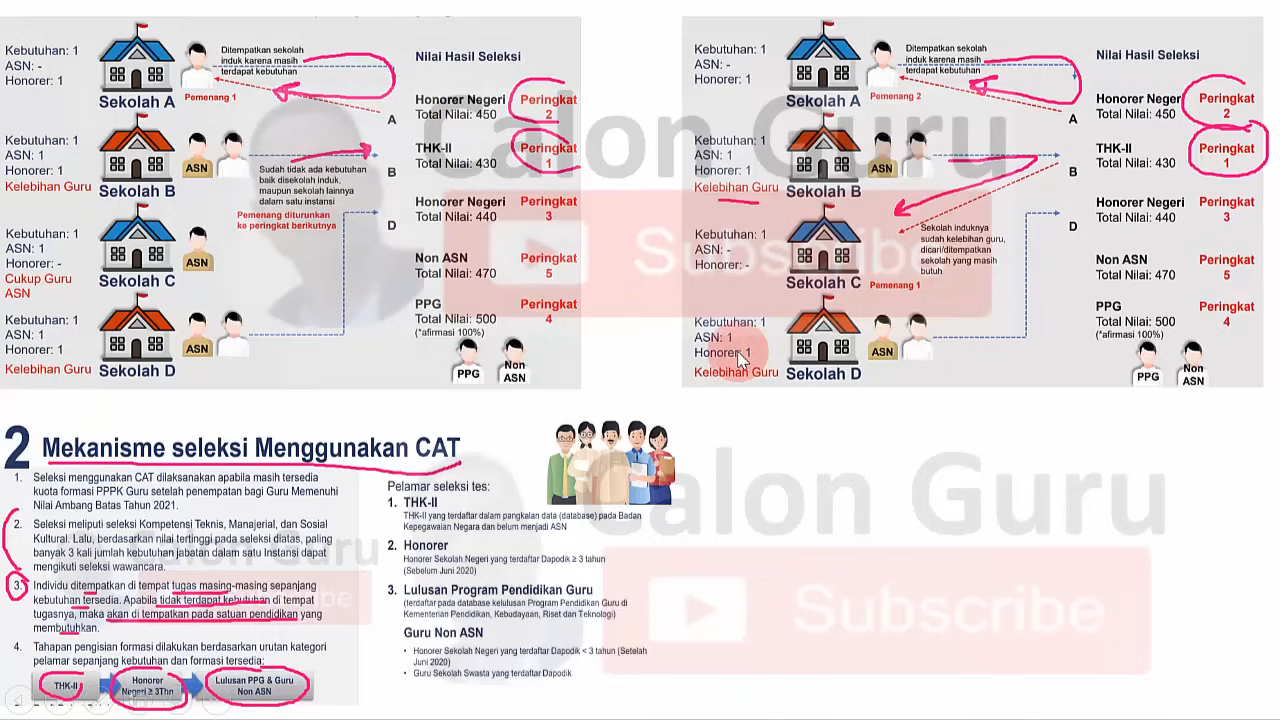 Kebutuhan: 1
ASN: -
Honorer: 1
Sekolah A
Ditempatkan sekolah
induk karena masih
terdapat kebutuhan
Pemenang 1
A
Kebutuhan: 1
ASN: 1
Honorer: 1
Kelebihan Guru
Sekolah B
ASN
B
Sudah tidak ada kebutuhan
baik disekolah induk,
maupun sekolah lainnya
dalam satu instansi
Pemenang diturunkan
ke peringkat berikutnya
D
Kebutuhan: 1
ASN: 1
Honorer: -
Cukup Guru
ASN
Sekolah C
ASN
Kebutuhan: 1
ASN: 1
Honorer: 1
Kelebihan Guru
Sekolah D
ASN
Nilai Hasil Seleksi
Honorer Negeri
Total Nilai: 450
Peringkat
2
THK-II
Total Nilai: 430
Peringkat
1
Honorer Negeri
Total Nilai: 440
Peringkat
3
Non ASN
Total Nilai: 470
Peringkat
5
PPG
Total Nilai: 500
(*afirmasi 100%)
Peringkat
4
PPG
Non
ASN
Kebutuhan: 1
ASN: -
Honorer: 1
Sekolah A
Ditempatkan sekolah
induk karena masih
terdapat kebutuhan
Pemenang 2
A
Kebutuhan: 1
ASN: 1
Honorer: 1
Kelebihan Guru
Sekolah B
ASN
B
Kebutuhan: 1
ASN: -
Honorer: -
Sekolah C
Sekolah induknya
sudah kelebihan guru,
dicari/ditempatkan
sekolah yang masih
butuh
Pemenang 1
D
Kebutuhan: 1
ASN: 1
Honorer: 1
Kelebihan Guru
Sekolah D
ASN
Nilai Hasil Seleksi
Honorer Neger
Total Nilai: 450
Peringkat
2
THK-II
Total Nilai: 430
Peringkat
1
Honorer Negeri
Total Nilai: 440
Peringkat
3
Non ASN
Total Nilai: 470
Peringkat
5
PPG
Total Nilai: 500
(*afirmasi 100%)
Peringkat
4
PPG
Non
ASN
Calon Guru
Subscribe
2 Mekanisme seleksi Menggunakan CAT
1. Seleksi menggunakan CAT dilaksanakan apabila masih tersedia
kuota formasi PPPK Guru setelah penempatan bagi Guru Memenuhi
Nilai Ambang Batas Tahun 2021.
2. Seleksi meliputi seleksi Kompetensi Teknis, Manajerial, dan Sosial
Kultural. Lalu, berdasarkan nilai tertinggi pada seleksi diatas, paling
banyak 3 kali jumlah kebutuhan jabatan dalam satu Instansi dapat
mengikuti seleksi wawancara.
3. Individu ditempatkan di tempat tugas masing-masing sepanjang
kebutuhan tersedia. Apabila tidak terdapat kebutuhan di tempat
tugasnya, maka akan di tempatkan pada satuan pendidikan yang
membutuhkan.
4. Tahapan pengisian formasi dilakukan berdasarkan urutan kategori
pelamar sepanjang kebutuhan dan formasi tersedia:
THK-II
Honorer
Negeri ≥ 3Thn
Lulusan PPG & Guru
Non ASN
Pelamar seleksi tes:
1. THK-II
THK-II yang terdaftar dalam pangkalan data (database) pada Badan
Kepegawaian Negara dan belum menjadi ASN
2. Honorer
Honorer Sekolah Negeri yang terdaftar Dapodik ≥ 3 tahun
(Sebelum Juni 2020)
3. Lulusan Program Pendidikan Guru
(terdaftar pada database kelulusan Program Pendidikan Guru di
Kementerian Pendidikan, Kebudayaan, Riset dan Teknologi)
Guru Non ASN
• Honorer Sekolah Negeri yang terdaftar Dapodik < 3 tahun (Setelah
Juni 2020)
• Guru Sekolah Swasta yang terdaftar Dapodik
Calon Guru
Subscribe